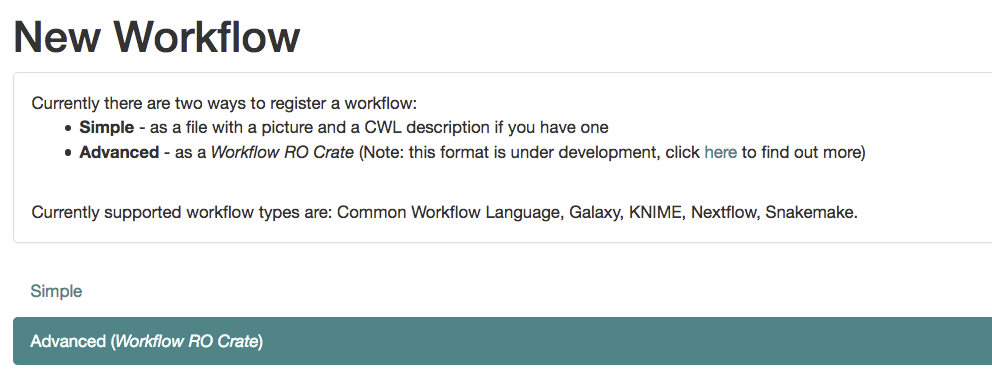 New Workflow
Currently there are two ways to register a workflow:
• Simple - as a file with a picture and a CWL description if you have one
• Advanced - as a Workflow RO Crate (Note: this format is under development, click here to find out more)
Currently supported workflow types are: Common Workflow Language, Galaxy, KNIME, Nextflow, Snakemake.
Simple
Advanced (Workflow RO Crate)